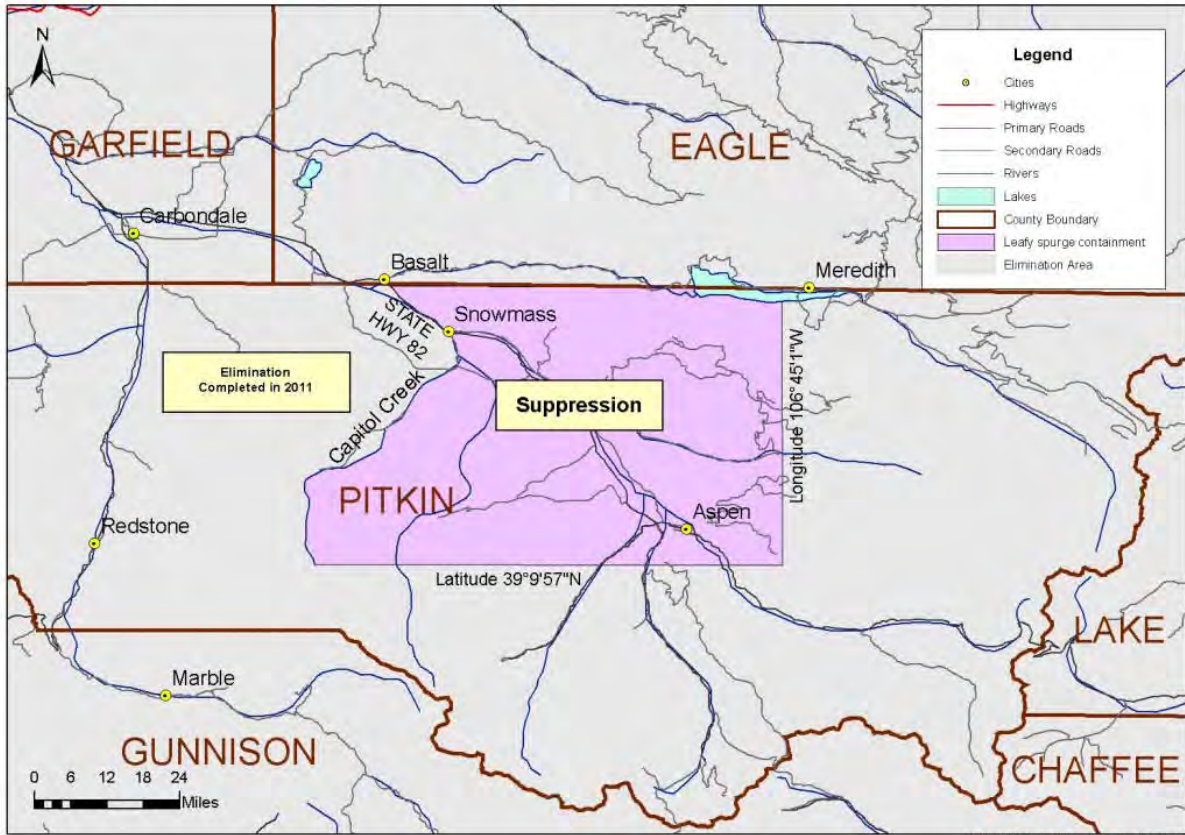 N
GARFIELD
EAGLE
Legend
Cities
Highways
Primary Roads
Secondary Roads
Rivers
Lakes
County Boundary
Leafy spurge containment
Elimination Area
Carbondale
Basalt
Meredith
STATE
HWY 82
Snowmass
Elimination
Completed in 2011
Suppression
Capitol Creek
Longitude 106°45'1"W
PITKIN
Redstone
Aspen
Latitude 39°9'57"N
LAKE
Marble
GUNNISON
CHAFFEE
0 6 12 18 24
Miles